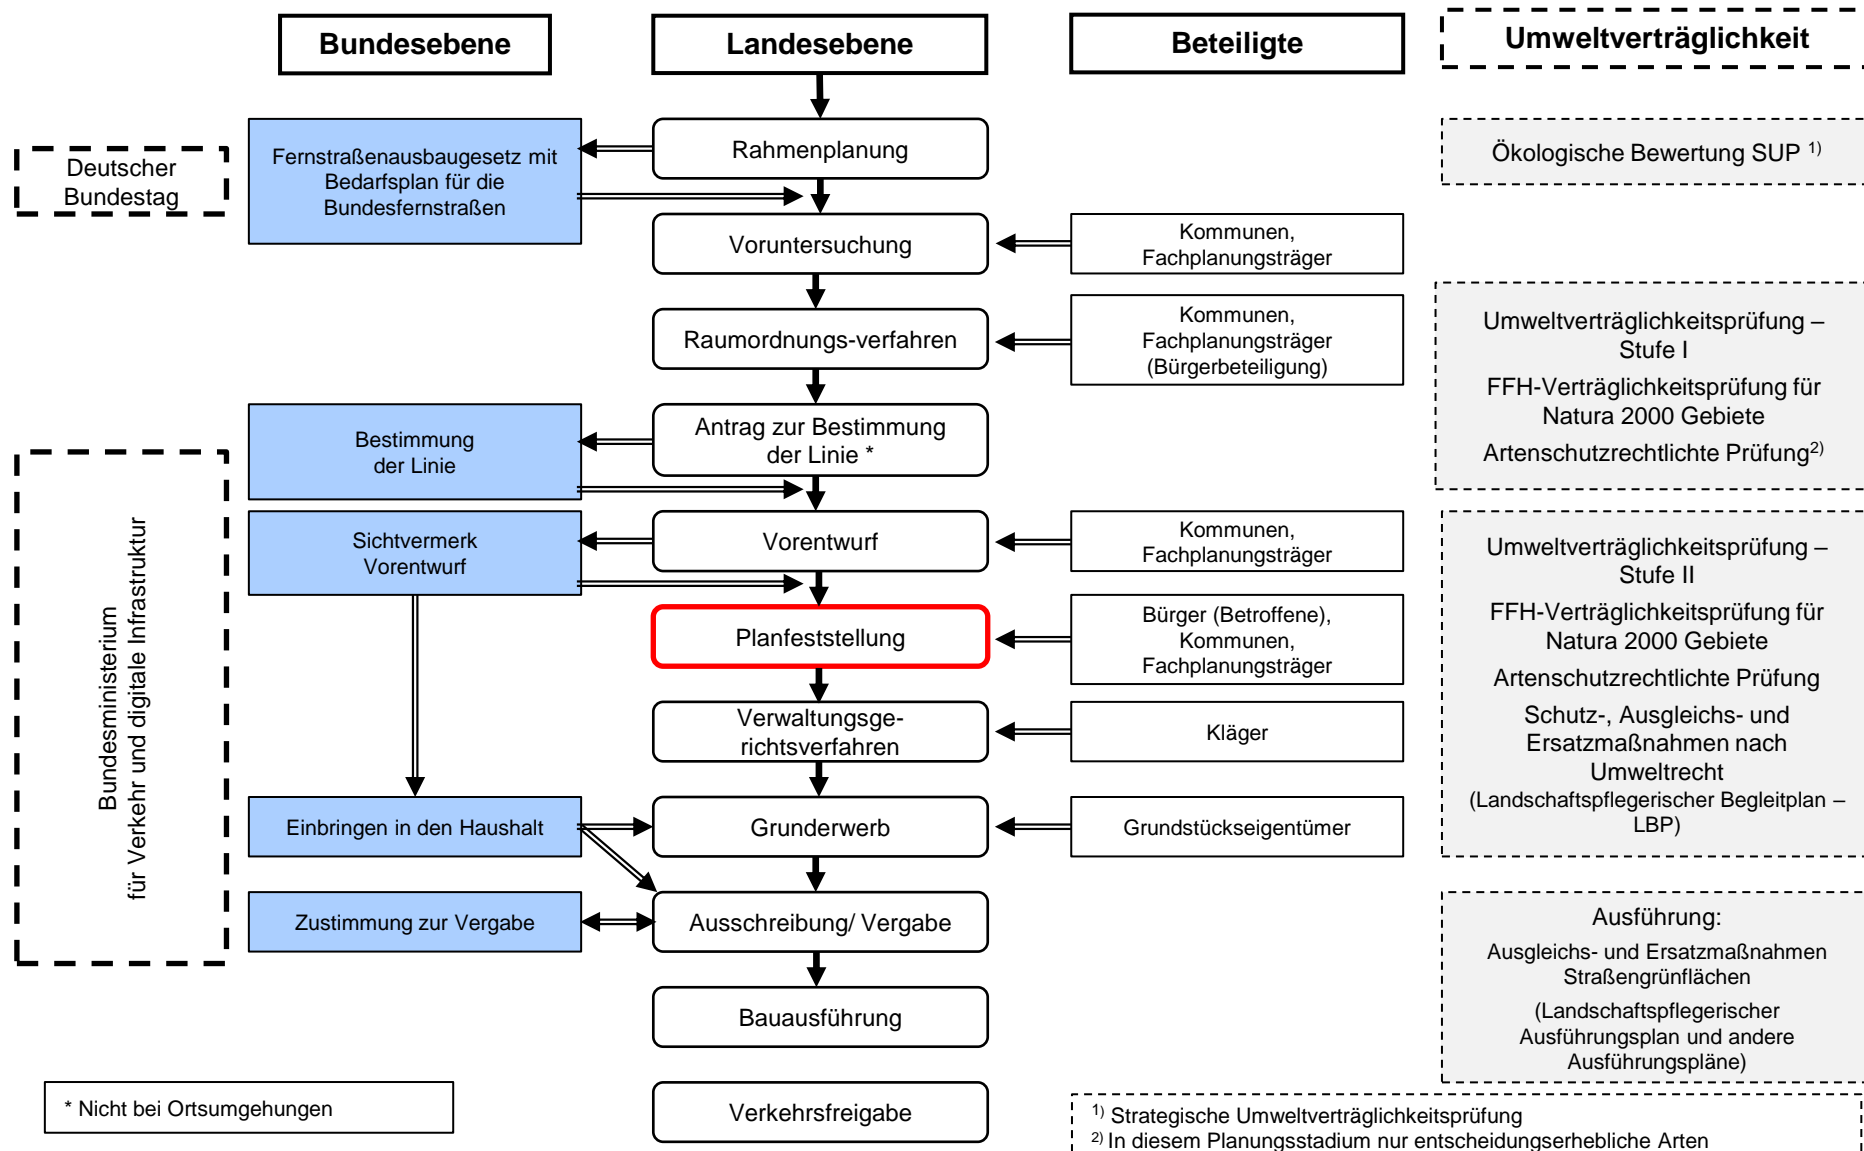 Bundesebene
Landesebene
Beteiligte
Umweltverträglichkeit
Deutscher
Bundestag
Fernstraßenausbaugesetz mit
Bedarfsplan für die
Bundesfernstraßen
Rahmenplanung
Ökologische Bewertung SUP 1)
Voruntersuchung
Kommunen,
Fachplanungsträger
Raumordnungs-verfahren
Kommunen,
Fachplanungsträger
(Bürgerbeteiligung)
Umweltverträglichkeitsprüfung –
Stufe I
FFH-Verträglichkeitsprüfung für
Natura 2000 Gebiete
Artenschutzrechtlichte Prüfung2)
Bundesministerium
für Verkehr und digitale Infrastruktur
Bestimmung
der Linie
Antrag zur Bestimmung
der Linie *
Sichtvermerk
Vorentwurf
Vorentwurf
Kommunen,
Fachplanungsträger
Umweltverträglichkeitsprüfung –
Stufe II
FFH-Verträglichkeitsprüfung für
Natura 2000 Gebiete
Artenschutzrechtlichte Prüfung
Schutz-, Ausgleichs- und
Ersatzmaßnahmen nach
Umweltrecht
(Landschaftspflegerischer Begleitplan –
LBP)
Planfeststellung
Bürger (Betroffene),
Kommunen,
Fachplanungsträger
Verwaltungsge-
richtsverfahren
Kläger
Einbringen in den Haushalt
Grunderwerb
Grundstückseigentümer
Zustimmung zur Vergabe
Ausschreibung/ Vergabe
Ausführung:
Ausgleichs- und Ersatzmaßnahmen
Straßengrünflächen
(Landschaftspflegerischer
Ausführungsplan und andere
Ausführungspläne)
Bauausführung
Verkehrsfreigabe
* Nicht bei Ortsumgehungen
1) Strategische Umweltverträglichkeitsprüfung
2) In diesem Planungsstadium nur entscheidungserhebliche Arten